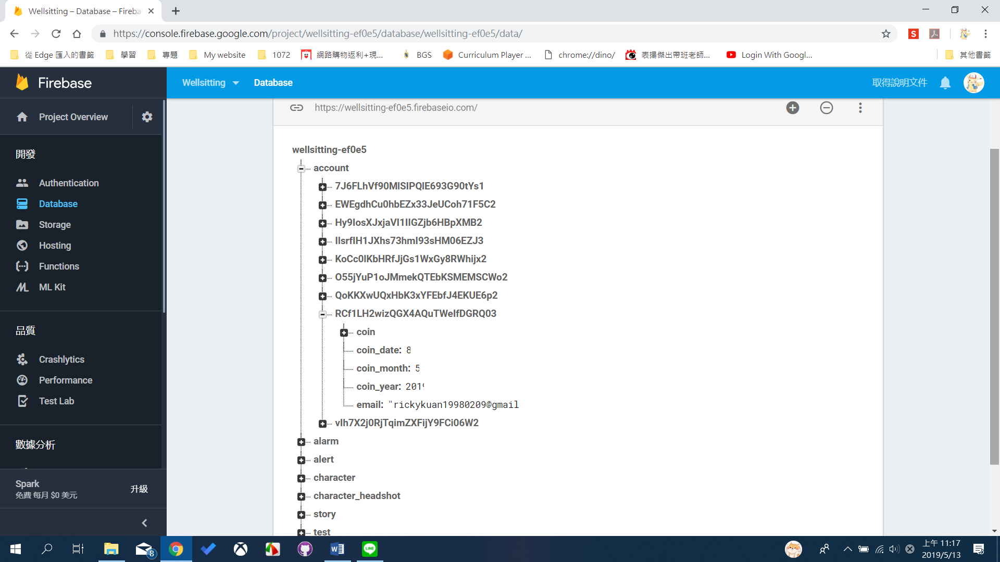 Wellsitting – Database – Fireba
https://console.firebase.google.com/project/wellsitting-ef0e5/database/wellsitting-ef0e5/data/
從 Edge 匯入的書籤
學習
專題
My website
1072
網路購物返利+現...
BGS
Curriculum Player ...
chrome://dino/
表揚傑出帶班老師...
Login With Googl...
其他書籤
Firebase
Wellsitting
Database
取得說明文件
Project Overview
https://wellsitting-ef0e5.firebaseio.com/
開發
Authentication
Database
Storage
Hosting
Functions
ML Kit
品質
Crashlytics
Performance
Test Lab
數據分析
Spark
免費 每月 $0 美元
升級
wellsitting-ef0e5
account
7J6FLhVf90MISIPQIE693G90tYs1
EWEgdhCu0hbEZx33JeUCoh71F5C2
Hy9IosXJxjaVI1IIGZjb6HBpXMB2
IIsrfIH1JXhs73hmI93sHM06EZJ3
KoCc0IKbHRfJjGs1WxGy8RWhijx2
O55jYuP1oJMmekQTEbKSMEMSCWo2
QoKKXwUQxHbK3xYFEbfJ4EKUE6p2
RCf1LH2wizQGX4AQuTWeIfDGRQ03
coin
coin_date: 8
coin_month: 5
coin_year: 2019
email: "rickykuan19980209@gmail
vIh7X2j0RjTqimZXFijY9FCi06W2
alarm
alert
character
character_headshot
story
test
8
上午 11:17
2019/5/13